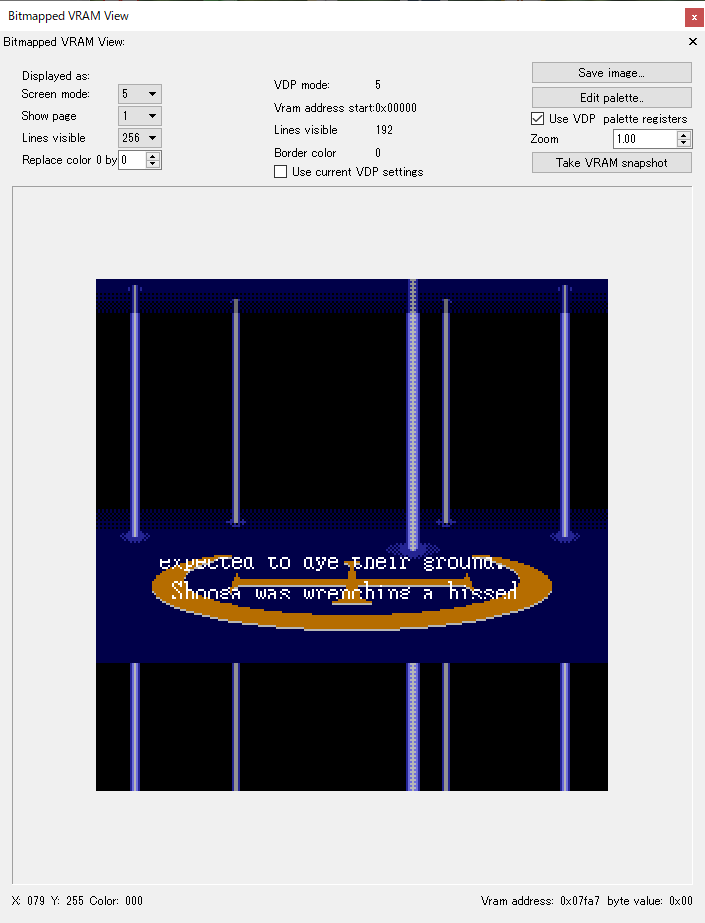 Bitmapped VRAM View
Bitmapped VRAM View:
Displayed as:
Screen mode: 5
Show page 1
Lines visible 256
Replace color 0 by 0
VDP mode: 5
Vram address start:0x00000
Lines visible 192
Border color 0
Use current VDP settings
Save image...
Edit palette..
Use VDP palette registers
Zoom 1.00
Take VRAM snapshot
expected to dye their ground.
Shonga was wrenching a hissed
X: 079 Y: 255 Color: 000
Vram address: 0x07fa7 byte value: 0x00